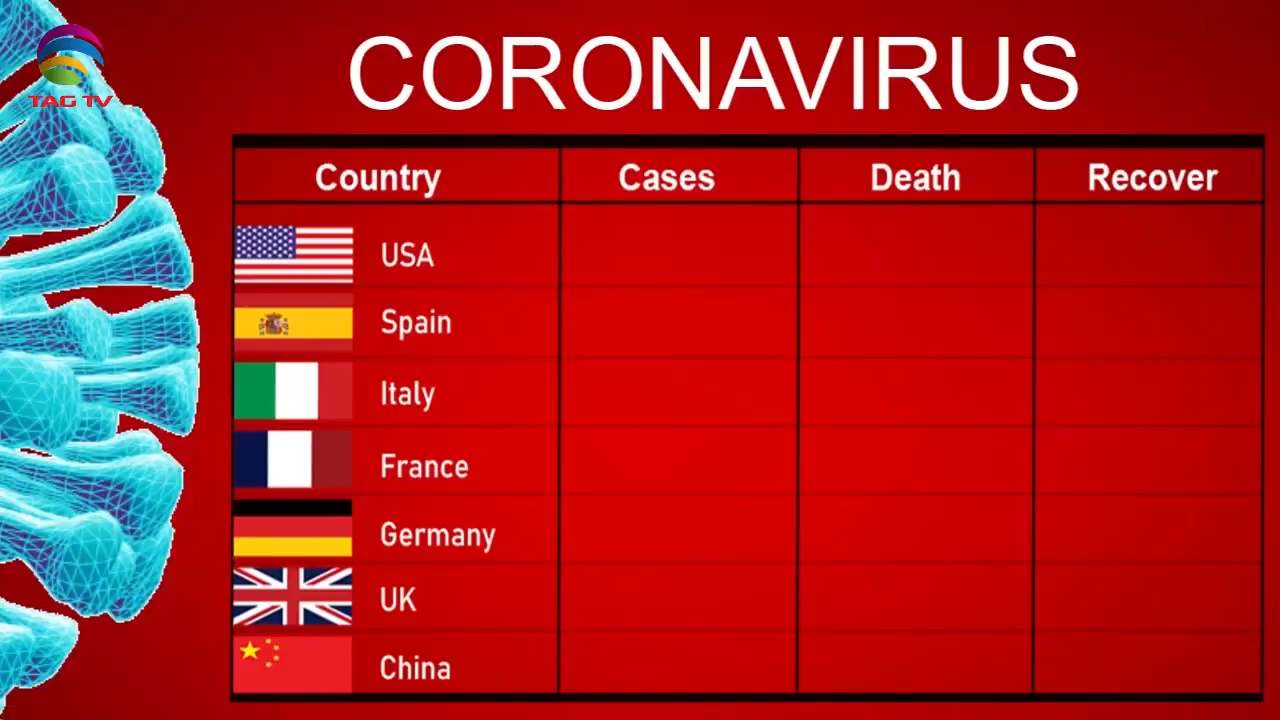 TAG TV
CORONAVIRUS
Country Cases Death Recover
USA
Spain
Italy
France
Germany
UK
China